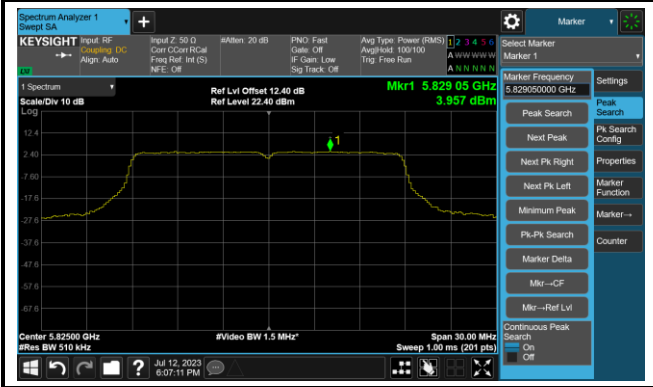 Spectrum Analyzer 1
Swept SA
+
Marker
KEYSIGHT
Input: RF
Coupling: DC
Align: Auto
Input Z: 50 Ω
Corr CCorr RCal
Freq Ref: Int (S)
NFE: Off
#Atten: 20 dB
PNO: Fast
Gate: Off
IF Gain: Low
Sig Track: Off
Avg Type: Power (RMS)
Avg|Hold: 100/100
Trig: Free Run
1 2 3 4 5 6
A W W W W W
A N N N N N
Select Marker
Marker 1
1 Spectrum
Scale/Div 10 dB
Log
Ref Lvl Offset 12.40 dB
Ref Level 22.40 dBm
Mkr1 5.829 05 GHz
3.957 dBm
12.4
2.40
-7.60
-17.6
-27.6
-37.6
-47.6
-57.6
-67.6
1
Center 5.82500 GHz
#Res BW 510 kHz
#Video BW 1.5 MHz*
Span 30.00 MHz
Sweep 1.00 ms (201 pts)
Marker Frequency
5.829050000 GHz
Peak Search
Next Peak
Next Pk Right
Next Pk Left
Minimum Peak
Pk-Pk Search
Marker Delta
Mkr→CF
Mkr→Ref Lvl
Continuous Peak
Search
On
Off
Settings
Peak
Search
Pk Search
Config
Properties
Marker
Function
Marker→
Counter
?
Jul 12, 2023
6:07:11 PM